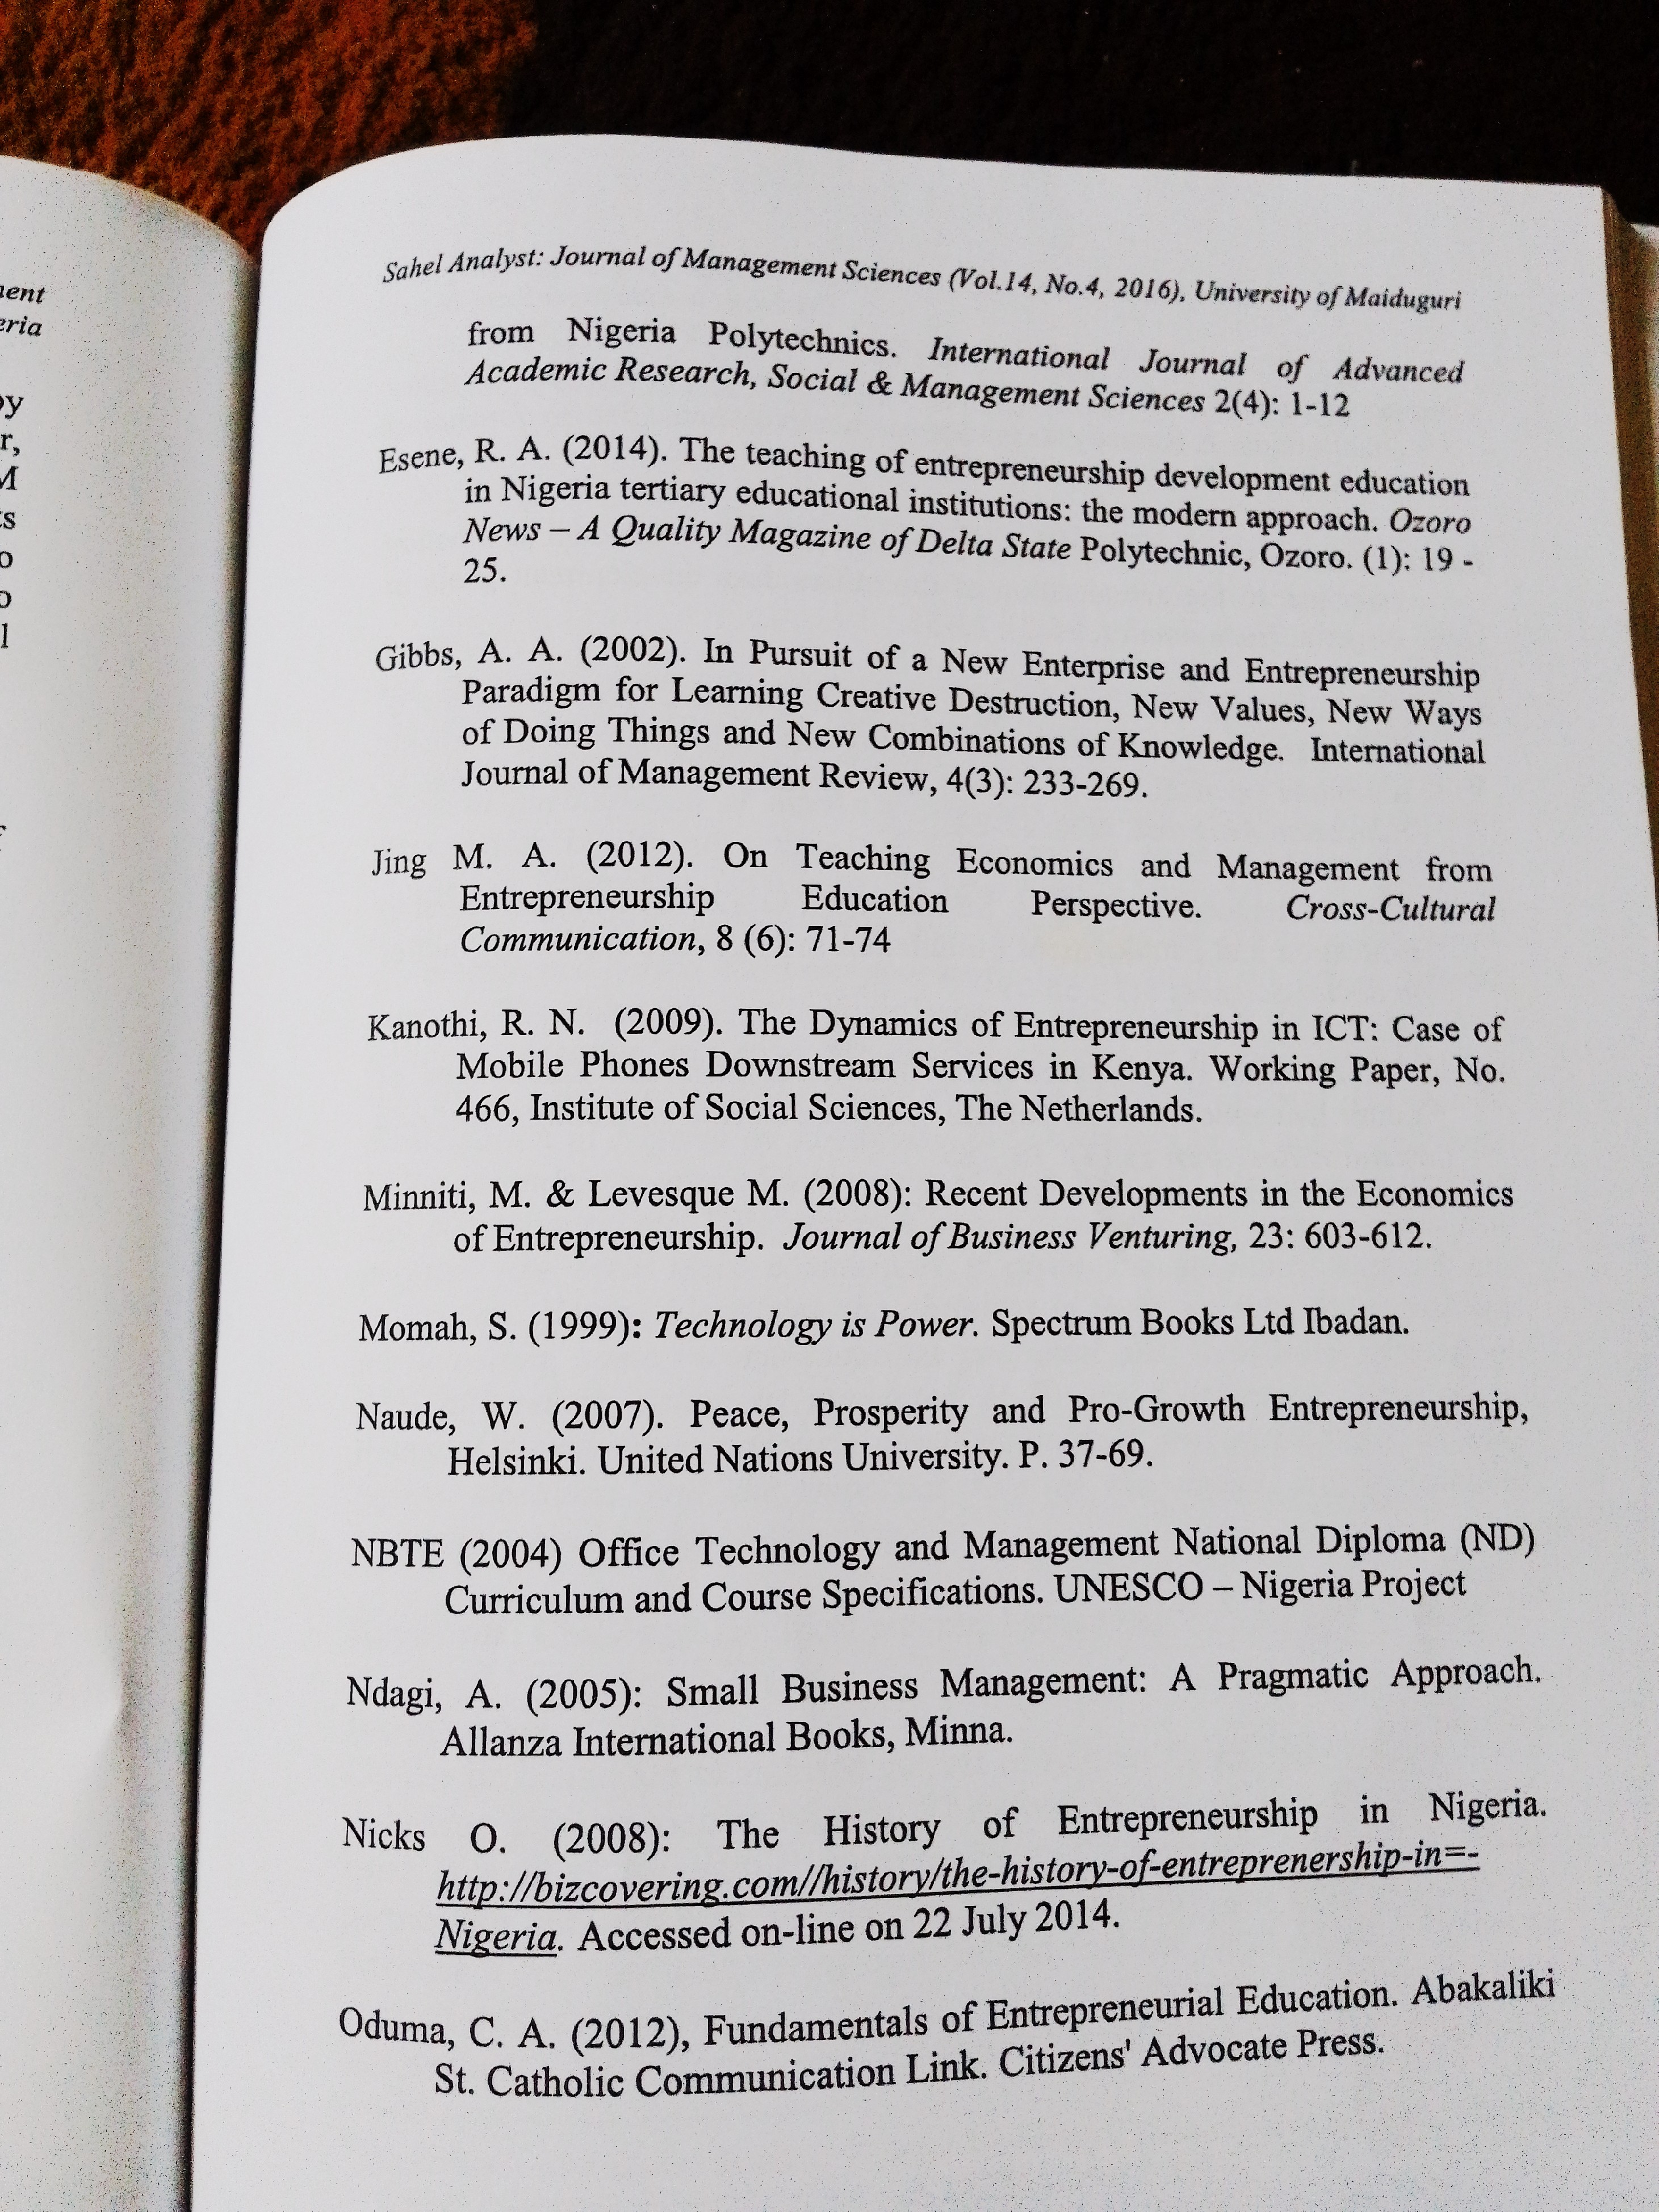 nent
eria
by
r,
M
ts
o
o
l
f
Sahel Analyst: Journal of Management Sciences (Vol.14, No.4, 2016), University of Maiduguri
from Nigeria Polytechnics. International Journal of Advanced
Academic Research, Social & Management Sciences 2(4): 1-12
Esene, R. A. (2014). The teaching of entrepreneurship development education
in Nigeria tertiary educational institutions: the modern approach. Ozoro
News – A Quality Magazine of Delta State Polytechnic, Ozoro. (1): 19 -
25.
Gibbs, A. A. (2002). In Pursuit of a New Enterprise and Entrepreneurship
Paradigm for Learning Creative Destruction, New Values, New Ways
of Doing Things and New Combinations of Knowledge. International
Journal of Management Review, 4(3): 233-269.
Jing M. A. (2012). On Teaching Economics and Management from
Entrepreneurship Education Perspective. Cross-Cultural
Communication, 8 (6): 71-74
Kanothi, R. N. (2009). The Dynamics of Entrepreneurship in ICT: Case of
Mobile Phones Downstream Services in Kenya. Working Paper, No.
466, Institute of Social Sciences, The Netherlands.
Minniti, M. & Levesque M. (2008): Recent Developments in the Economics
of Entrepreneurship. Journal of Business Venturing, 23: 603-612.
Momah, S. (1999): Technology is Power. Spectrum Books Ltd Ibadan.
Naude, W. (2007). Peace, Prosperity and Pro-Growth Entrepreneurship,
Helsinki. United Nations University. P. 37-69.
NBTE (2004) Office Technology and Management National Diploma (ND)
Curriculum and Course Specifications. UNESCO – Nigeria Project
Ndagi, A. (2005): Small Business Management: A Pragmatic Approach.
Allanza International Books, Minna.
Nicks O. (2008): The History of Entrepreneurship in Nigeria.
http://bizcovering.com//history/the-history-of-entreprenership-in=-
Nigeria. Accessed on-line on 22 July 2014.
Oduma, C. A. (2012), Fundamentals of Entrepreneurial Education. Abakaliki
St. Catholic Communication Link. Citizens' Advocate Press.